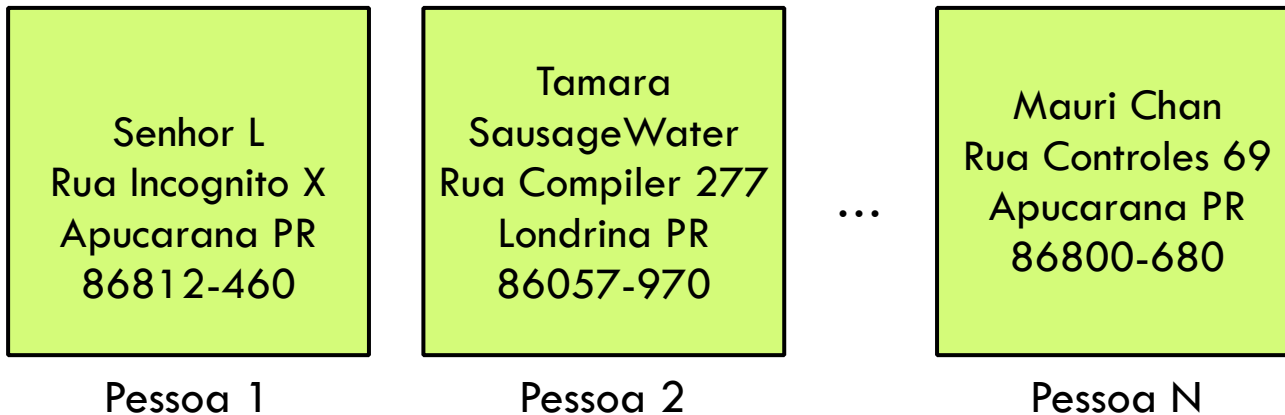 Senhor L
Rua Incognito X
Apucarana PR
86812-460
Pessoa 1
Tamara
SausageWater
Rua Compiler 277
Londrina PR
86057-970
Pessoa 2
...
Mauri Chan
Rua Controles 69
Apucarana PR
86800-680
Pessoa N